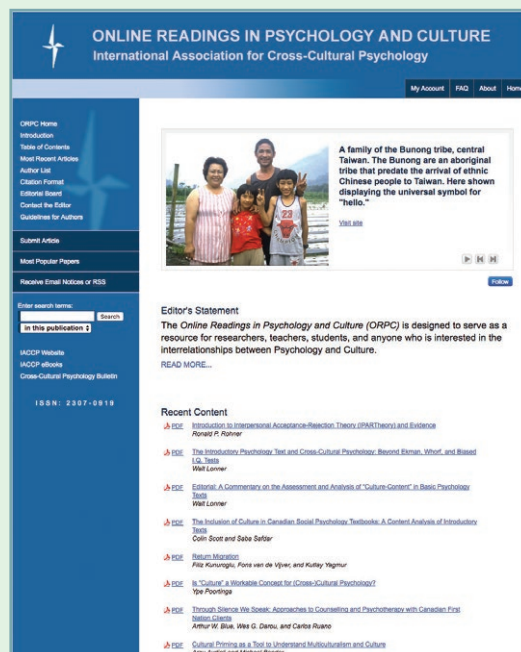 ONLINE READINGS IN PSYCHOLOGY AND CULTURE
International Association for Cross-Cultural Psychology
My Account FAQ About Home
ORPC Home
Introduction
Table of Contents
Most Recent Articles
Author List
Citation Format
Editorial Board
Contact the Editor
Guidelines for Authors
Submit Article
Most Popular Papers
Receive Email Notices or RSS
Enter search terms:
Search
in this publication
IACCP Website
IACCP eBooks
Cross-Cultural Psychology Bulletin
ISSN: 2307-0919
A family of the Bunong tribe, central
Taiwan. The Bunong are an aboriginal
tribe that predate the arrival of ethnic
Chinese people to Taiwan. Here shown
displaying the universal symbol for
"hello."
Visit site
Follow
Editor's Statement
The Online Readings in Psychology and Culture (ORPC) is designed to serve as a
resource for researchers, teachers, students, and anyone who is interested in the
interrelationships between Psychology and Culture.
READ MORE...
Recent Content
PDF Introduction to Interpersonal Acceptance-Rejection Theory (IPARTheory) and Evidence
Ronald P. Rohner
PDF The Introductory Psychology Text and Cross-Cultural Psychology: Beyond Ekman, Whorf, and Biased
I.Q. Tests
Walt Lonner
PDF Editorial: A Commentary on the Assessment and Analysis of "Culture-Content" in Basic Psychology
Texts
Walt Lonner
PDF The Inclusion of Culture in Canadian Social Psychology Textbooks: A Content Analysis of Introductory
Texts
Colin Scott and Saba Safdar
PDF Return Migration
Filiz Kunuroglu, Fons van de Vijver, and Kutlay Yagmur
PDF Is "Culture" a Workable Concept for (Cross-)Cultural Psychology?
Ype Poortinga
PDF Through Silence We Speak: Approaches to Counselling and Psychotherapy with Canadian First
Nation Clients
Arthur W. Blue, Wes G. Darou, and Carlos Ruano
PDF Cultural Priming as a Tool to Understand Multiculturalism and Culture